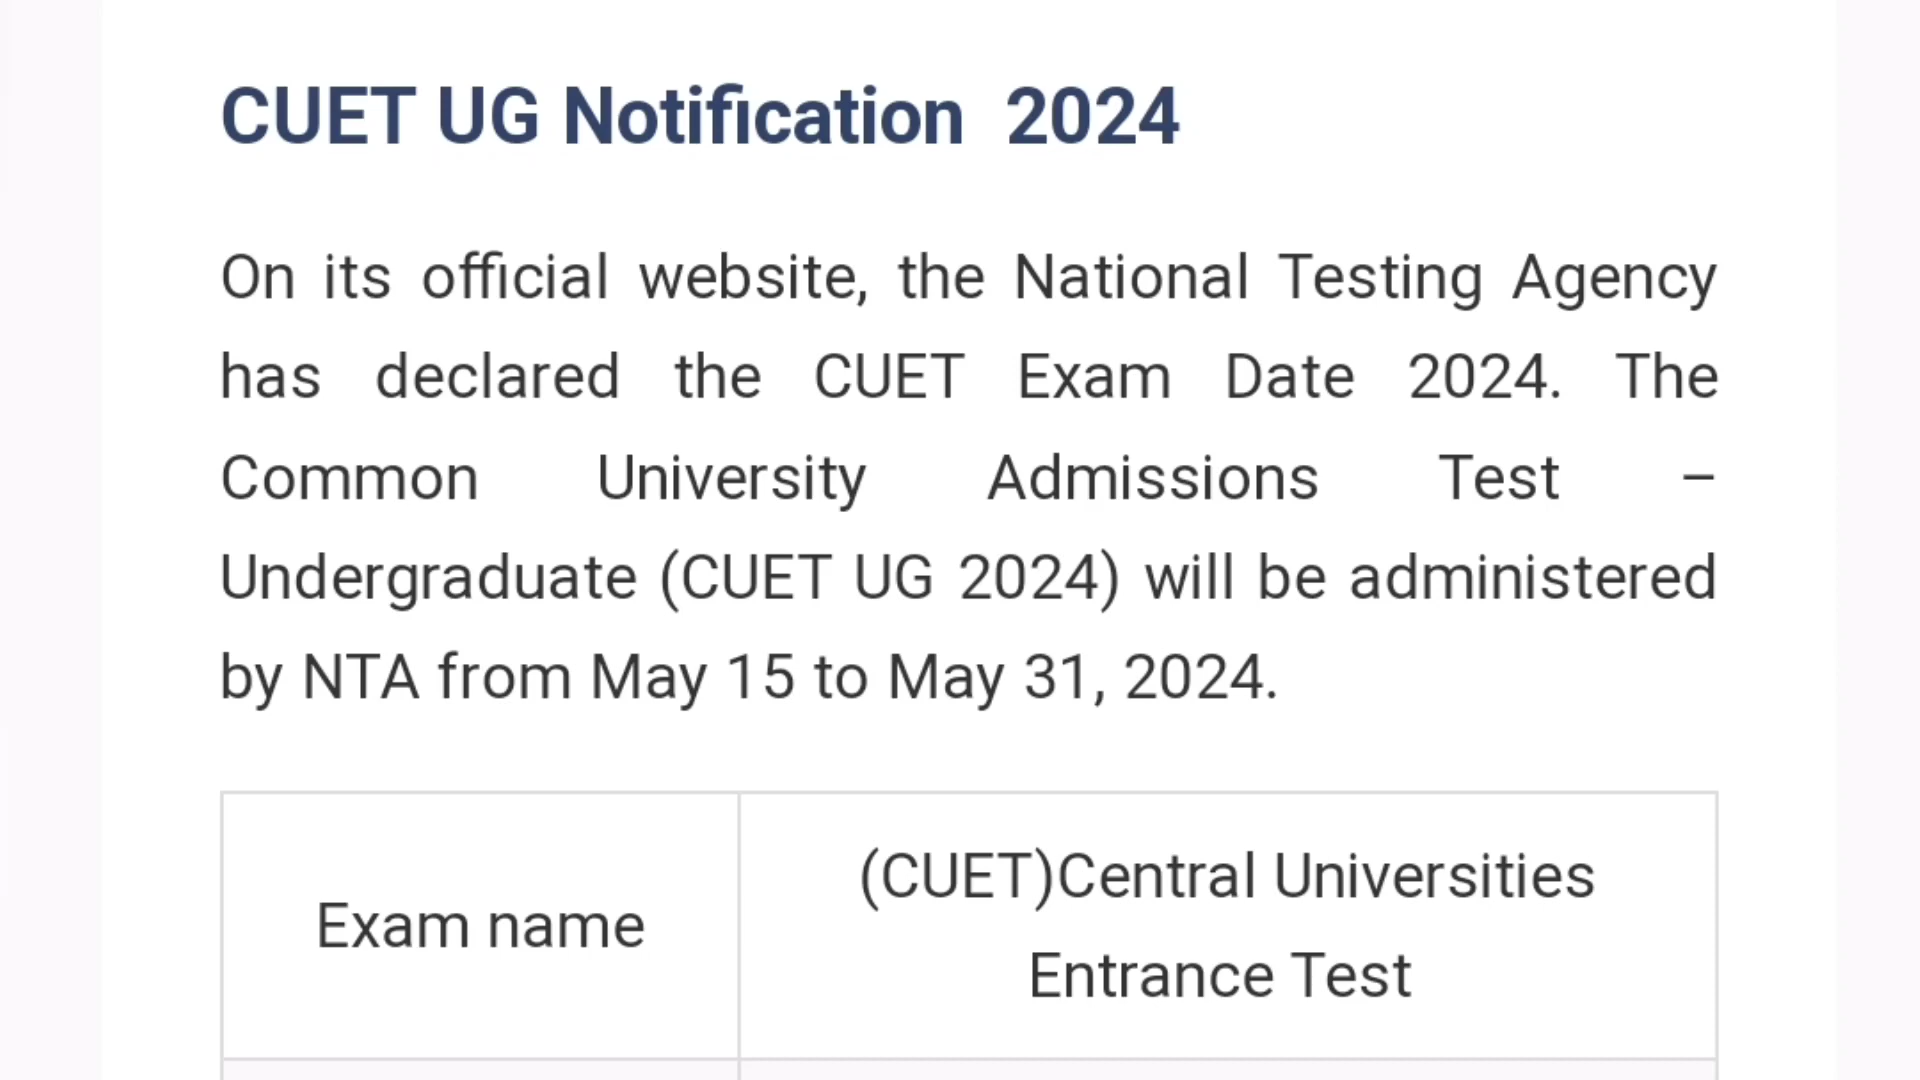 CUET UG Notification 2024
On its official website, the National Testing Agency
has declared the CUET Exam Date 2024. The
Common University Admissions Test –
Undergraduate (CUET UG 2024) will be administered
by NTA from May 15 to May 31, 2024.
Exam name
(CUET)Central Universities
Entrance Test